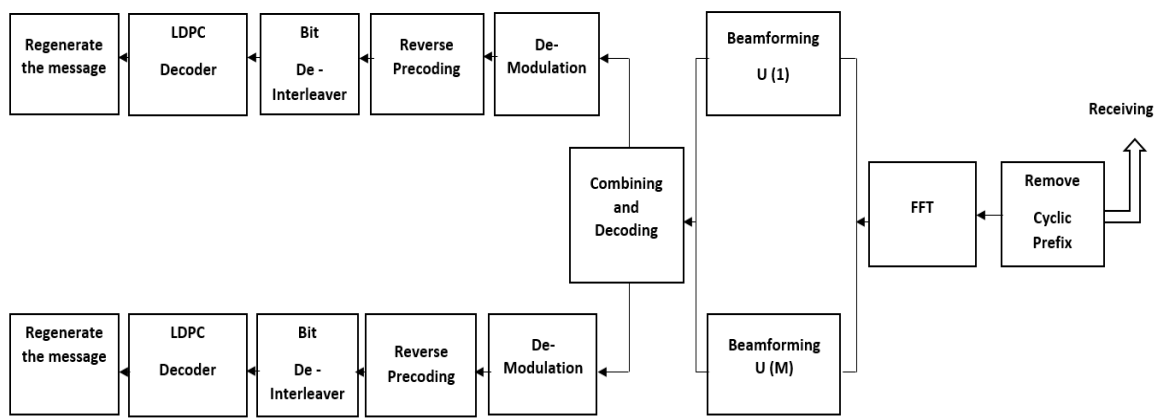 Regenerate
the message
LDPC
Decoder
Bit
De -
Interleaver
Reverse
Precoding
De-
Modulation
Beamforming
U (1)
Receiving
Combining
and
Decoding
FFT
Remove
Cyclic
Prefix
Regenerate
the message
LDPC
Decoder
Bit
De -
Interleaver
Reverse
Precoding
De-
Modulation
Beamforming
U (M)